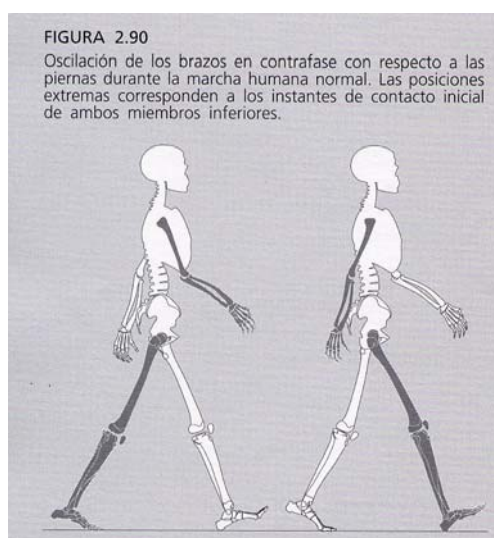 FIGURA 2.90
Oscilación de los brazos en contrafase con respecto a las
piernas durante la marcha humana normal. Las posiciones
extremas corresponden a los instantes de contacto inicial
de ambos miembros inferiores.